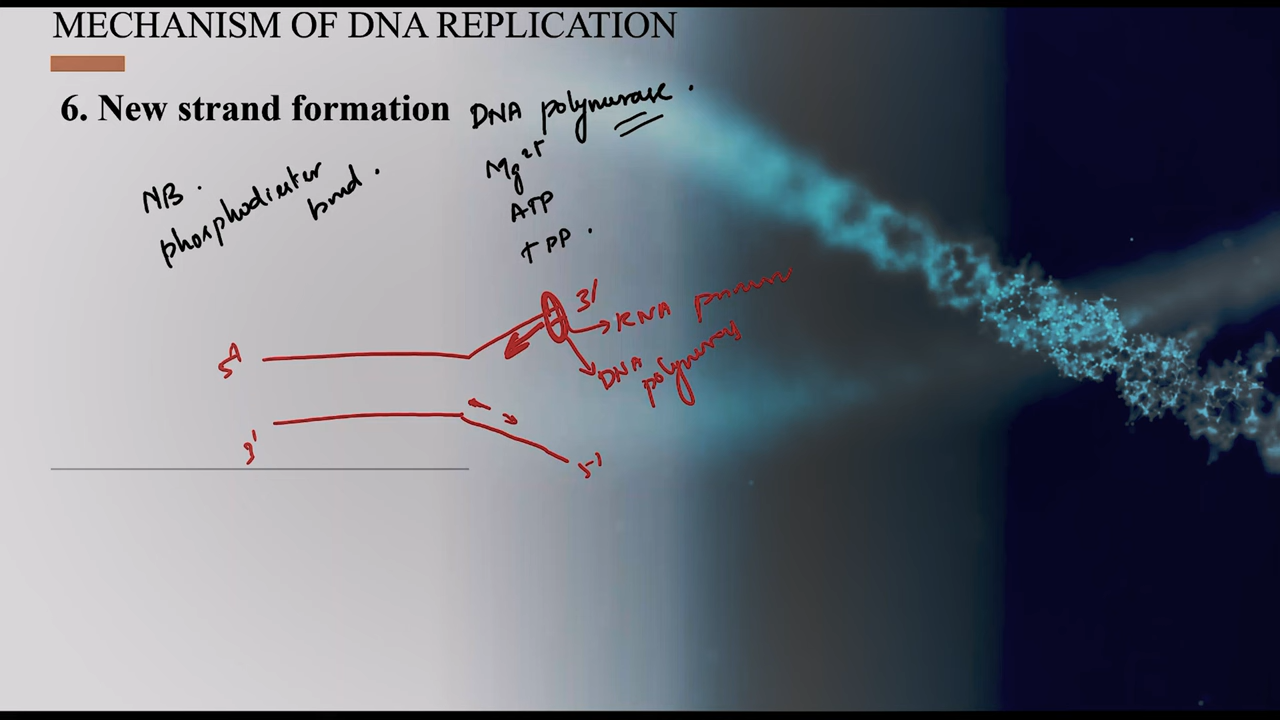 MECHANISM OF DNA REPLICATION
6. New strand formation DNA polymerase.
Mg2+
NB.
phosphodiester
bond.
ATP
TPP.
3'
RNA primer
5'
DNA
polymerase
3'
5'